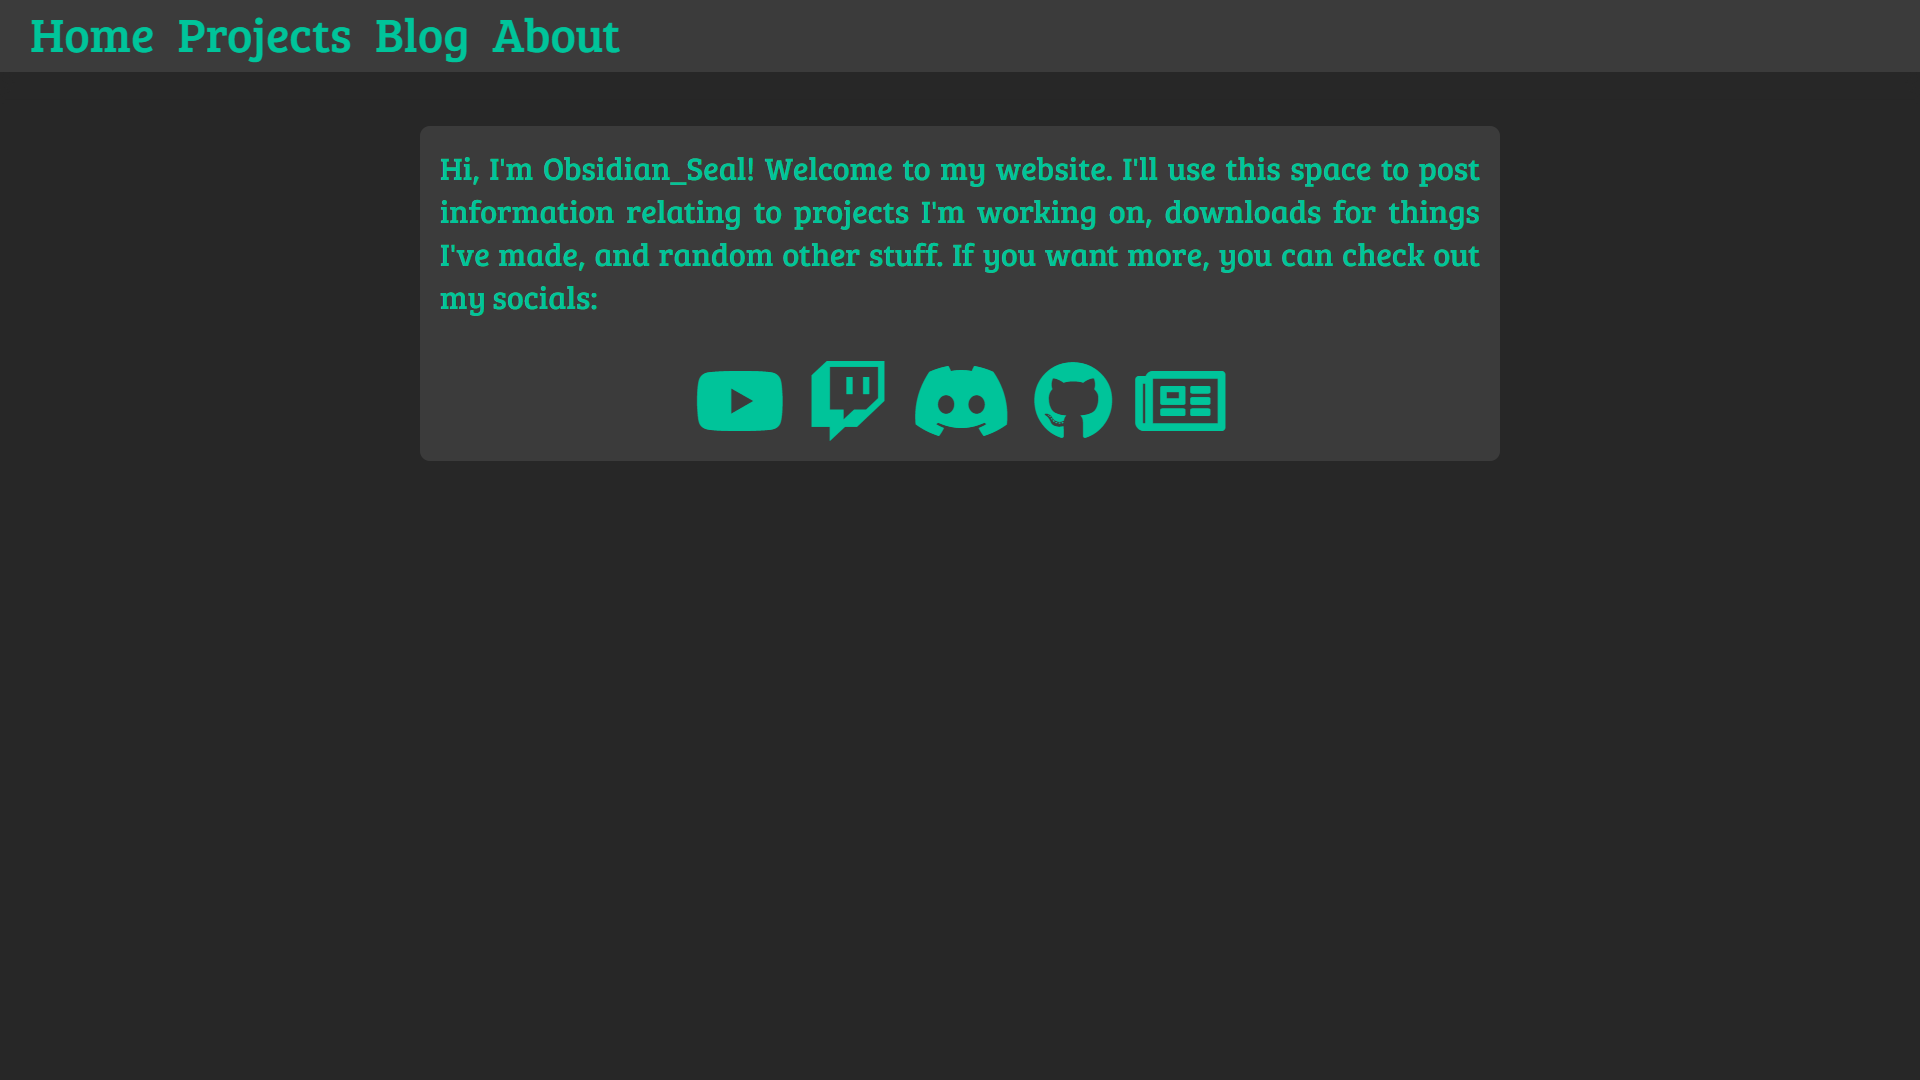 Home Projects Blog About
Hi, I'm Obsidian_Seal! Welcome to my website. I'll use this space to post
information relating to projects I'm working on, downloads for things
I've made, and random other stuff. If you want more, you can check out
my socials: